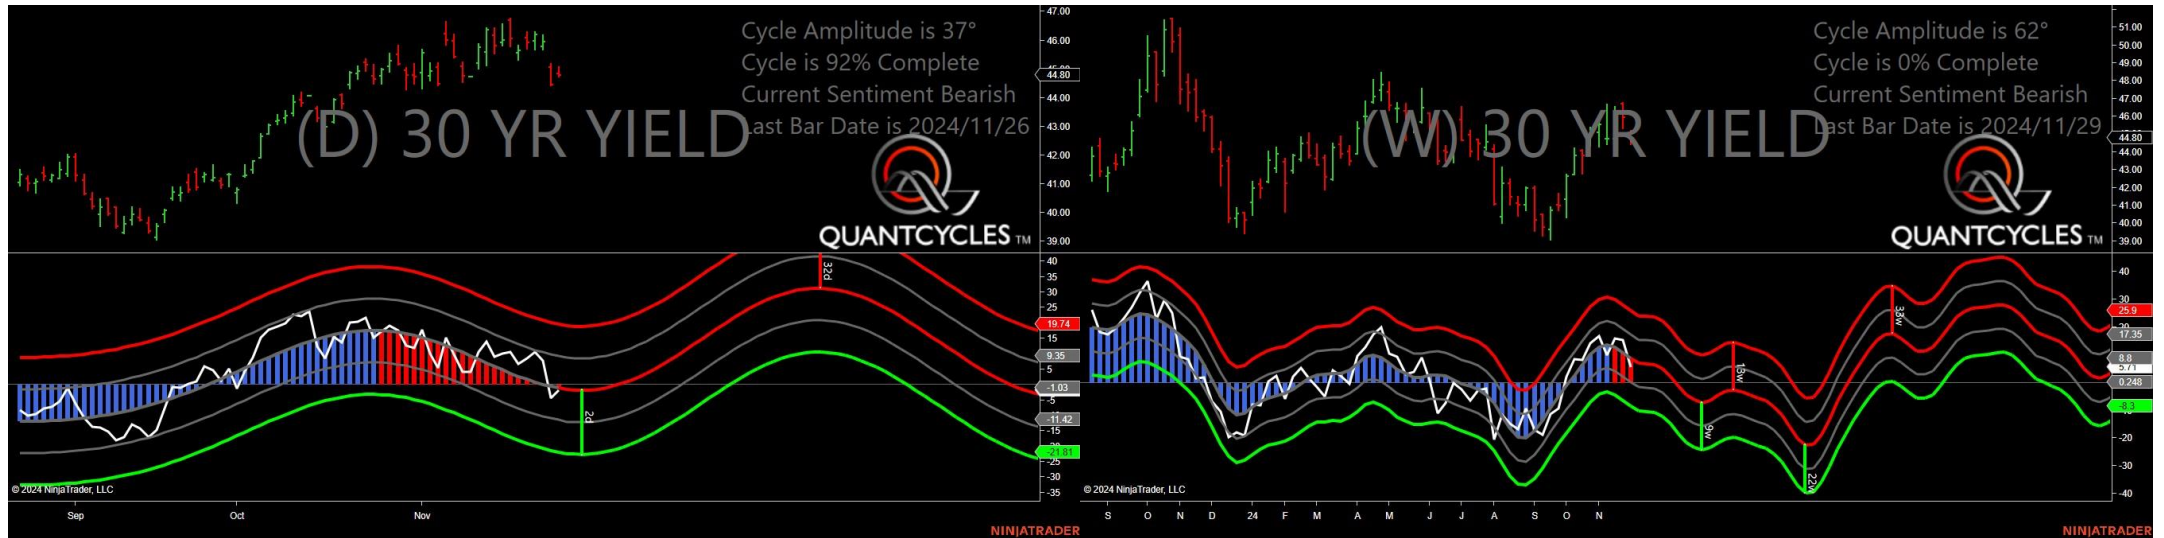 47.00
Cycle Amplitude is 37°
46.00
Cycle is 92% Complete
44.80
Current Sentiment Bearish
44.00
Last Bar Date is 2024/11/26
(D) 30 YR YIELD
43.00
42.00
41.00
40.00
QUANTCYCLES TM
39.00
40
35
30
25
19.74
15
9.35
5
-1.03
-5
-11.42
-15
-21.81
-25
-30
-35
32d
2d
© 2024 NinjaTrader, LLC
Sep Oct Nov
NINJATRADER
Cycle Amplitude is 62°
51.00
50.00
Cycle is 0% Complete
49.00
48.00
Current Sentiment Bearish
47.00
46.00
Last Bar Date is 2024/11/29
(W) 30 YR YIELD
44.80
44.00
43.00
42.00
41.00
40.00
QUANTCYCLES TM
39.00
40
30
25.9
17.35
8.8
5.71
0.248
-8.3
-20
-30
-40
33w
13w
9w
22w
© 2024 NinjaTrader, LLC
S O N D 24 F M A M J J A S O N
NINJATRADER